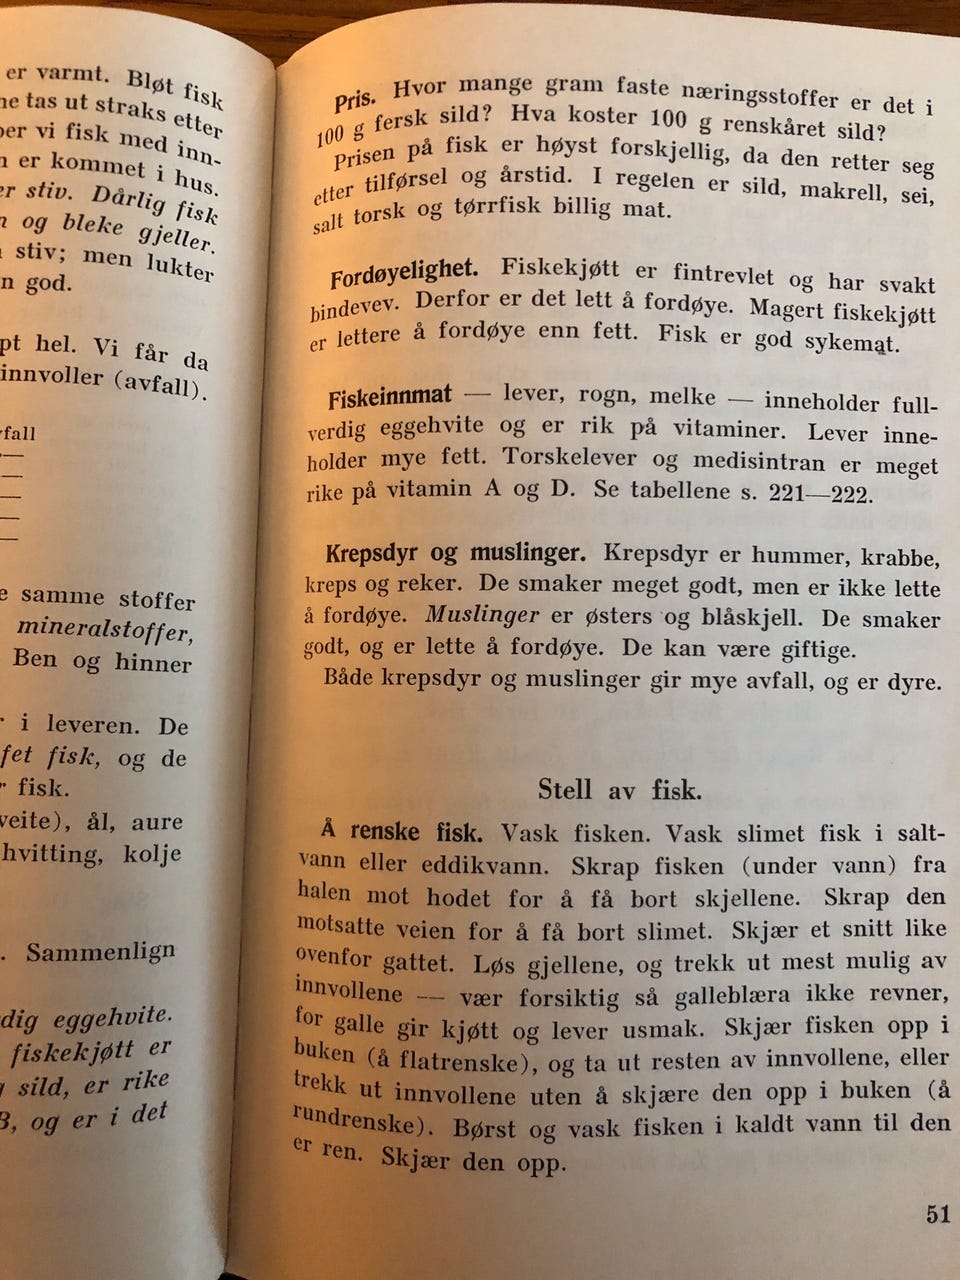 er varmt. Bløt fisk
tas ut straks etter
vi fisk med inn-
er kommet i hus.
stiv. Dårlig fisk
og bleke gjeller.
stiv; men lukter
god.
hel. Vi får da
innvoller (avfall).
samme stoffer
mineralstoffer,
Ben og hinner
i leveren. De
fet fisk, og de
fisk.
ål, aure
hvitting, kolje
. Sammenlign
eggehvite.
fiskekjøtt er
sild, er rike
B, og er i det
Pris. Hvor mange gram faste næringsstoffer er det i
100 g fersk sild? Hva koster 100 g renskåret sild?
Prisen på fisk er høyst forskjellig, da den retter seg
etter tilførsel og årstid. I regelen er sild, makrell, sei,
salt torsk og tørrfisk billig mat.
Fordøyelighet. Fiskekjøtt er fintrevlet og har svakt
bindevev. Derfor er det lett å fordøye. Magert fiskekjøtt
er lettere å fordøye enn fett. Fisk er god sykemat.
Fiskeinnmat — lever, rogn, melke — inneholder full-
verdig eggehvite og er rik på vitaminer. Lever inne-
holder mye fett. Torskelever og medisintran er meget
rike på vitamin A og D. Se tabellene s. 221—222.
Krepsdyr og muslinger. Krepsdyr er hummer, krabbe,
kreps og reker. De smaker meget godt, men er ikke lette
å fordøye. Muslinger er østers og blåskjell. De smaker
godt, og er lette å fordøye. De kan være giftige.
Både krepsdyr og muslinger gir mye avfall, og er dyre.
Stell av fisk.
Å renske fisk. Vask fisken. Vask slimet fisk i salt-
vann eller eddikvann. Skrap fisken (under vann) fra
halen mot hodet for å få bort skjellene. Skrap den
motsatte veien for å få bort slimet. Skjær et snitt like
ovenfor gattet. Løs gjellene, og trekk ut mest mulig av
innvollene — vær forsiktig så galleblæra ikke revner,
for galle gir kjøtt og lever usmak. Skjær fisken opp i
buken (å flatrenske), og ta ut resten av innvollene, eller
trekk ut innvollene uten å skjære den opp i buken (å
rundrenske). Børst og vask fisken i kaldt vann til den
er ren. Skjær den opp.
51